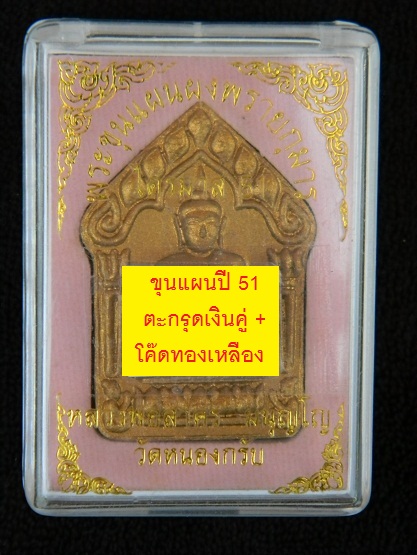 พระขุนแผนผงพรายกุมาร
ขุนแผนปี 51
ตะกรุดเงินคู่ +
โค๊ดทองเหลือง
วัดหนองกรับ